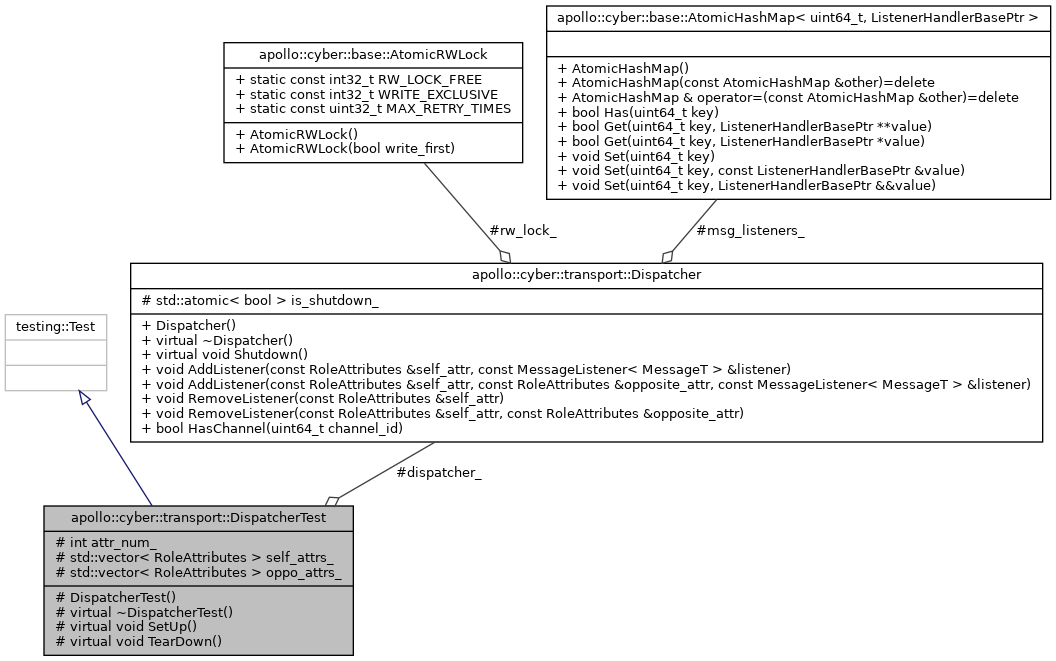 apollo::cyber::base::AtomicHashMap< uint64_t, ListenerHandlerBasePtr >
+ AtomicHashMap()
+ AtomicHashMap(const AtomicHashMap &other)=delete
+ AtomicHashMap & operator=(const AtomicHashMap &other)=delete
+ bool Has(uint64_t key)
+ bool Get(uint64_t key, ListenerHandlerBasePtr **value)
+ bool Get(uint64_t key, ListenerHandlerBasePtr *value)
+ void Set(uint64_t key)
+ void Set(uint64_t key, const ListenerHandlerBasePtr &value)
+ void Set(uint64_t key, ListenerHandlerBasePtr &&value)
apollo::cyber::base::AtomicRWLock
+ static const int32_t RW_LOCK_FREE
+ static const int32_t WRITE_EXCLUSIVE
+ static const uint32_t MAX_RETRY_TIMES
+ AtomicRWLock()
+ AtomicRWLock(bool write_first)
#rw_lock_
#msg_listeners_
apollo::cyber::transport::Dispatcher
# std::atomic< bool > is_shutdown_
+ Dispatcher()
+ virtual ~Dispatcher()
+ virtual void Shutdown()
+ void AddListener(const RoleAttributes &self_attr, const MessageListener< MessageT > &listener)
+ void AddListener(const RoleAttributes &self_attr, const RoleAttributes &opposite_attr, const MessageListener< MessageT > &listener)
+ void RemoveListener(const RoleAttributes &self_attr)
+ void RemoveListener(const RoleAttributes &self_attr, const RoleAttributes &opposite_attr)
+ bool HasChannel(uint64_t channel_id)
testing::Test
#dispatcher_
apollo::cyber::transport::DispatcherTest
# int attr_num_
# std::vector< RoleAttributes > self_attrs_
# std::vector< RoleAttributes > oppo_attrs_
# DispatcherTest()
# virtual ~DispatcherTest()
# virtual void SetUp()
# virtual void TearDown()